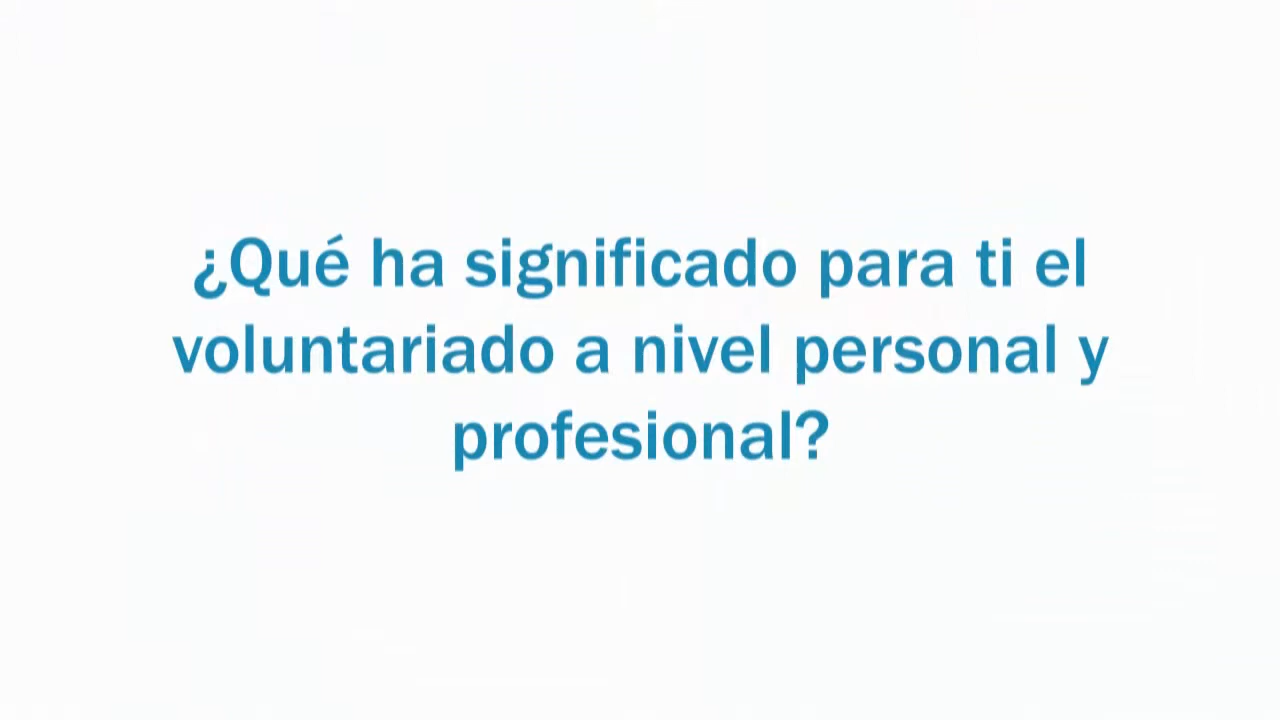 ¿Qué ha significado para ti el
voluntariado a nivel personal y
profesional?